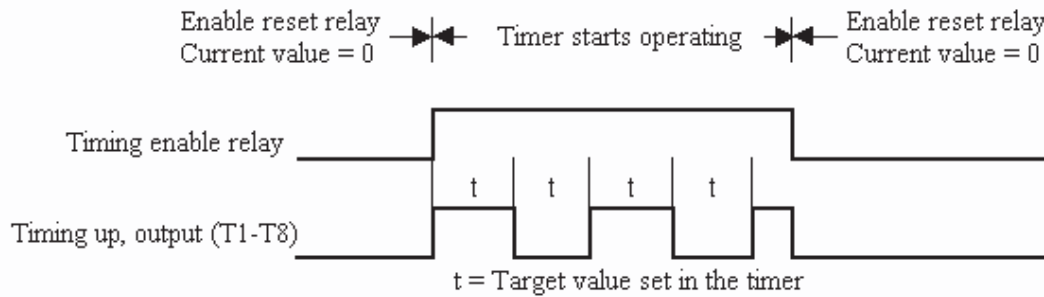 Enable reset relay
Current value = 0
Timer starts operating
Enable reset relay
Current value = 0
Timing enable relay
t
t
t
t
Timing up, output (T1-T8)
t = Target value set in the timer